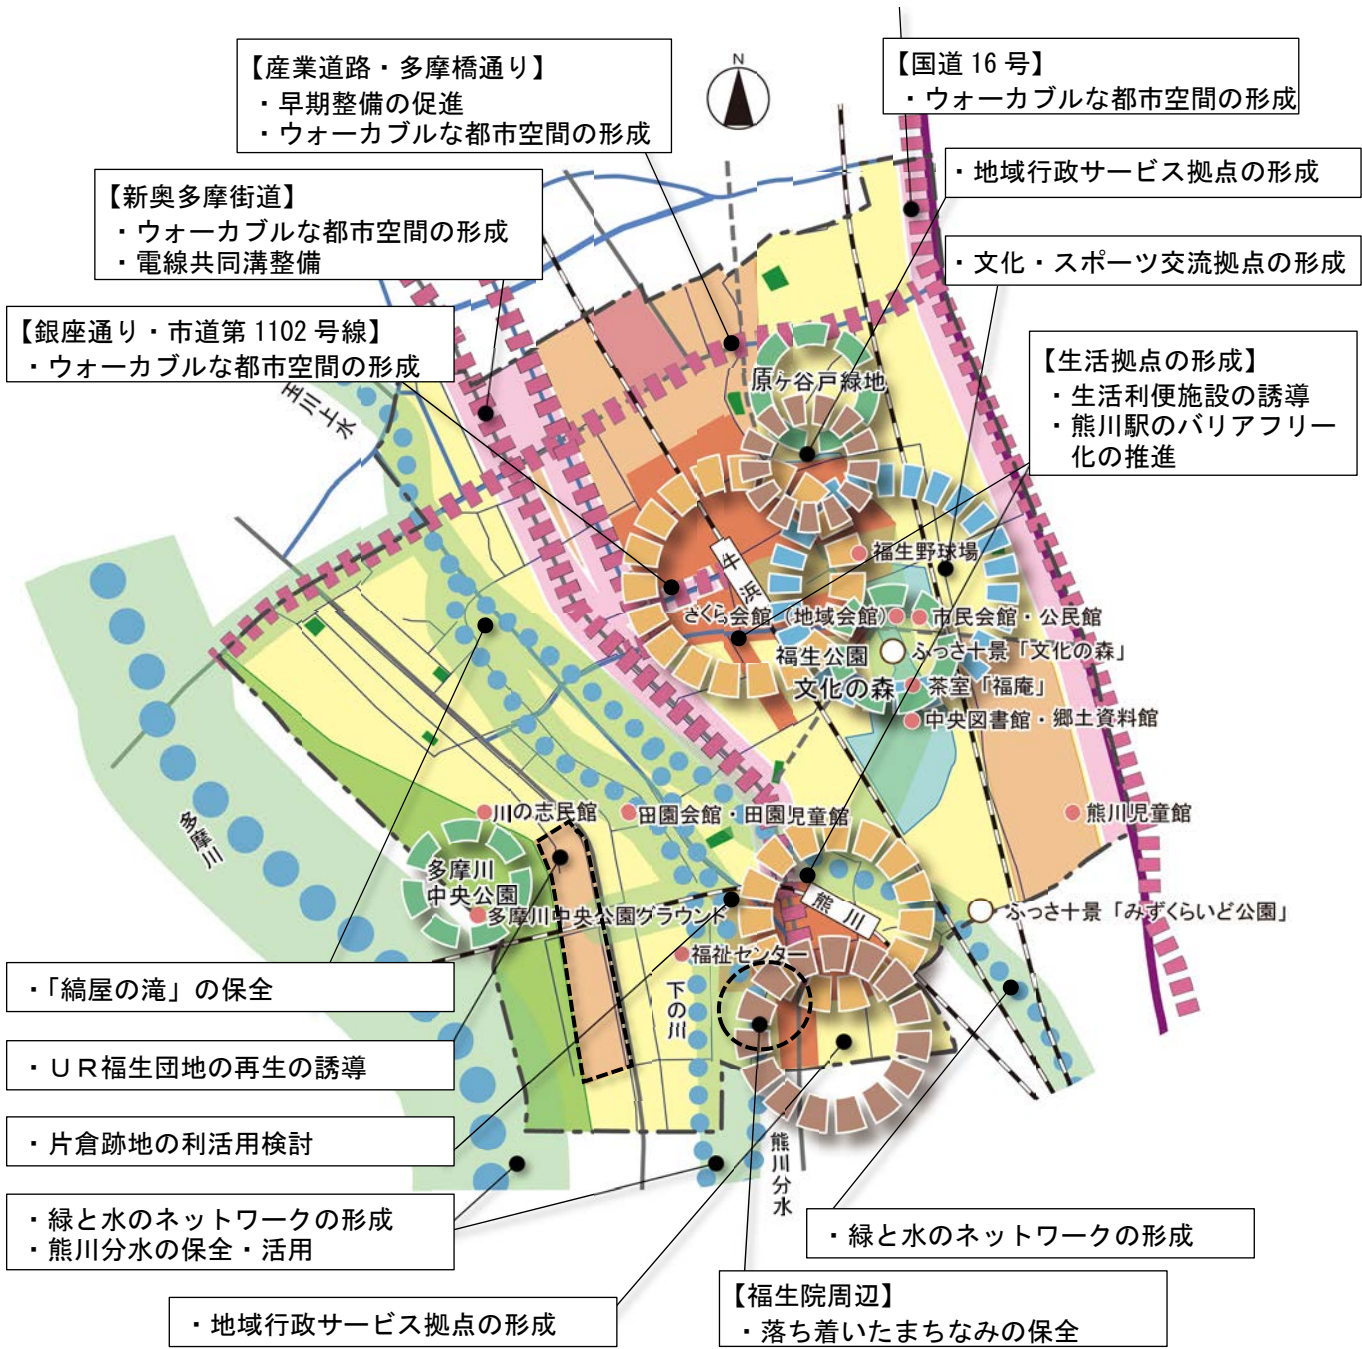 【産業道路・多摩橋通り】
・早期整備の促進
・ウォーカブルな都市空間の形成
N
【国道16号】
・ウォーカブルな都市空間の形成
【新奥多摩街道】
・ウォーカブルな都市空間の形成
・電線共同溝整備
・地域行政サービス拠点の形成
・文化・スポーツ交流拠点の形成
【銀座通り・市道第1102号線】
・ウォーカブルな都市空間の形成
【生活拠点の形成】
・生活利便施設の誘導
・熊川駅のバリアフリー
化の推進
玉川上水
原ヶ谷戸緑地
牛浜
福生野球場
さくら会館（地域会館）
市民会館・公民館
福生公園
ふっさ十景「文化の森」
文化の森
茶室「福庵」
中央図書館・郷土資料館
多摩川
川の志民館
田園会館・田園児童館
熊川児童館
多摩川
中央公園
多摩川中央公園グラウンド
熊川
ふっさ十景「みずくらいど公園」
福祉センター
下の川
・「縞屋の滝」の保全
・ＵＲ福生団地の再生の誘導
・片倉跡地の利活用検討
熊川分水
・緑と水のネットワークの形成
・熊川分水の保全・活用
・緑と水のネットワークの形成
・地域行政サービス拠点の形成
【福生院周辺】
・落ち着いたまちなみの保全